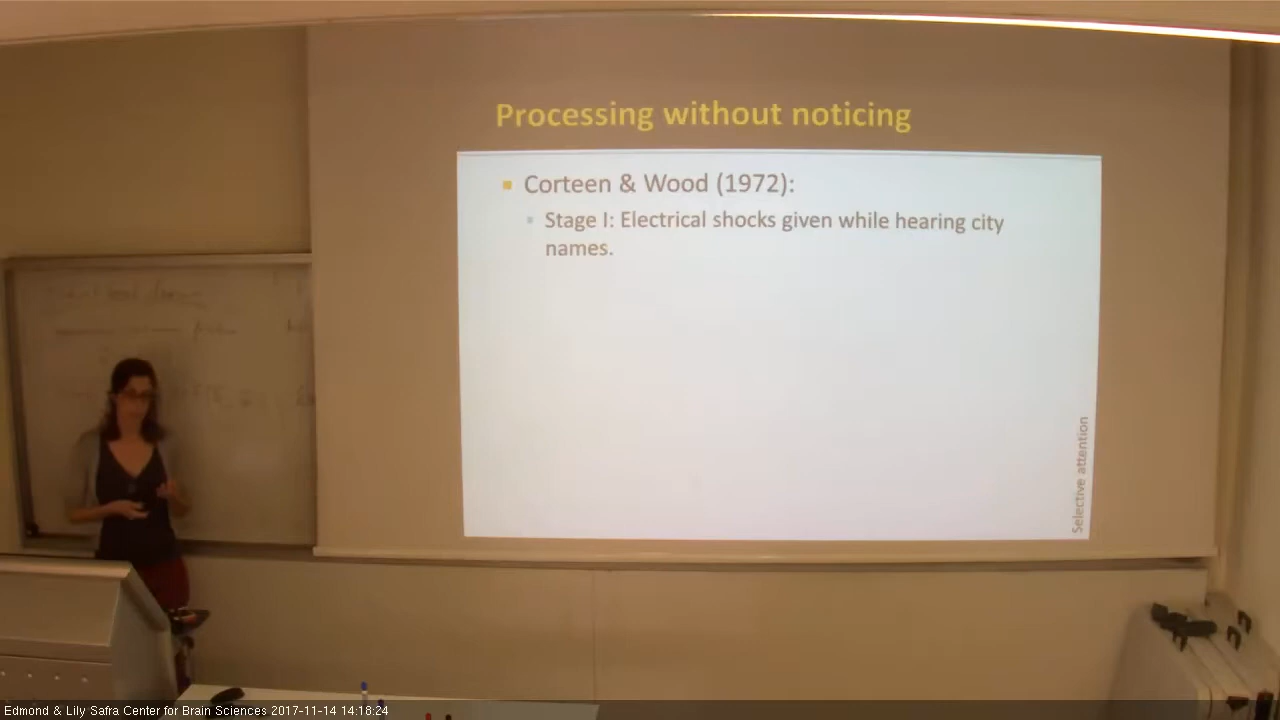 Processing without noticing
Corteen & Wood (1972):
Stage I: Electrical shocks given while hearing city
names.
Selective attention
Edmond & Lily Safra Center for Brain Sciences 2017-11-14 14:18:24